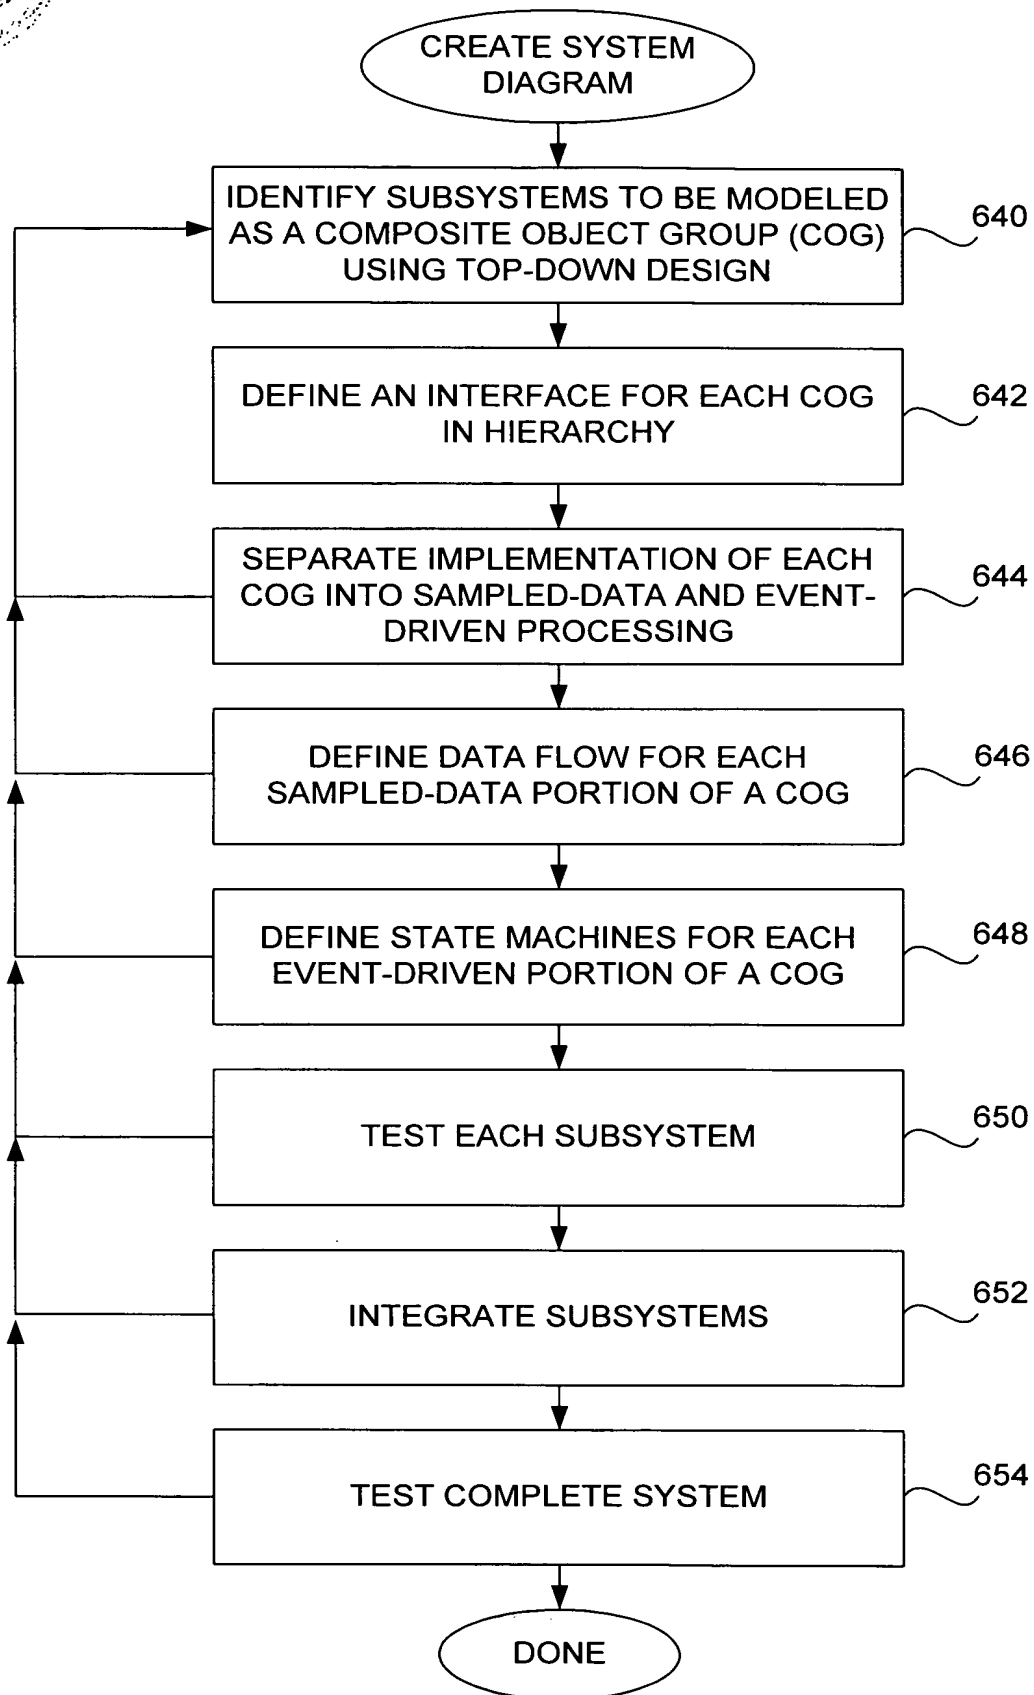 CREATE SYSTEM
DIAGRAM
IDENTIFY SUBSYSTEMS TO BE MODELED
AS A COMPOSITE OBJECT GROUP (COG)
USING TOP-DOWN DESIGN
640
DEFINE AN INTERFACE FOR EACH COG
IN HIERARCHY
642
SEPARATE IMPLEMENTATION OF EACH
COG INTO SAMPLED-DATA AND EVENT-
DRIVEN PROCESSING
644
DEFINE DATA FLOW FOR EACH
SAMPLED-DATA PORTION OF A COG
646
DEFINE STATE MACHINES FOR EACH
EVENT-DRIVEN PORTION OF A COG
648
TEST EACH SUBSYSTEM
650
INTEGRATE SUBSYSTEMS
652
TEST COMPLETE SYSTEM
654
DONE